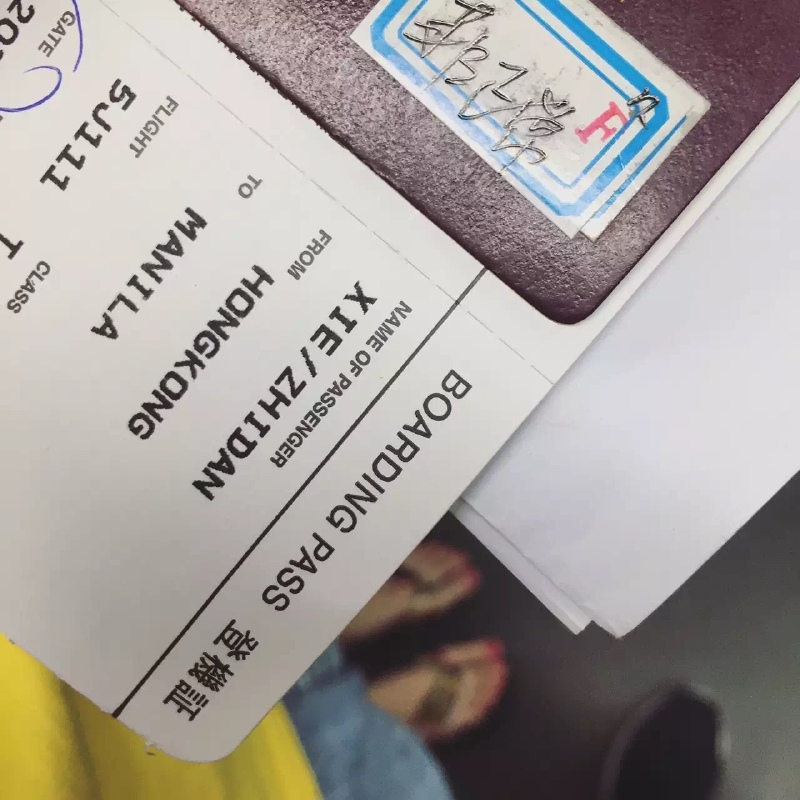 BOARDING PASS 登機証
NAME OF PASSENGER
XIE/ZHIDAN
FROM
HONGKONG
TO
MANILA
FLIGHT
5J111
CLASS
I
GATE
F